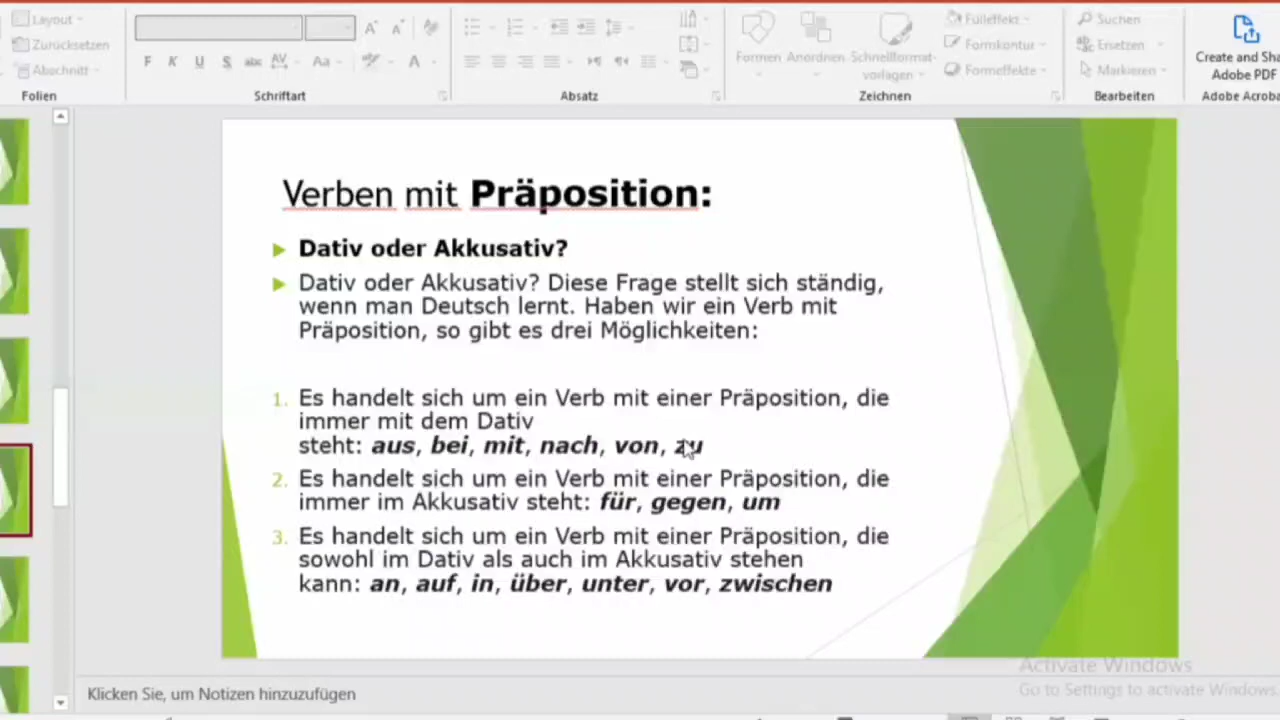 Layout
Zurücksetzen
Abschnitt
Folien
F K U S abc AV Aa A
Schriftart
Absatz
Formen Anordnen Schnellformat-
vorlagen
Fülleffekt
Formkontur
Formeffekte
Zeichnen
Suchen
Ersetzen
Markieren
Bearbeiten
Create and Sha
Adobe PDF
Adobe Acroba
Verben mit Präposition:
Dativ oder Akkusativ?
Dativ oder Akkusativ? Diese Frage stellt sich ständig,
wenn man Deutsch lernt. Haben wir ein Verb mit
Präposition, so gibt es drei Möglichkeiten:
1. Es handelt sich um ein Verb mit einer Präposition, die
immer mit dem Dativ
steht: aus, bei, mit, nach, von, zu
2. Es handelt sich um ein Verb mit einer Präposition, die
immer im Akkusativ steht: für, gegen, um
3. Es handelt sich um ein Verb mit einer Präposition, die
sowohl im Dativ als auch im Akkusativ stehen
kann: an, auf, in, über, unter, vor, zwischen
Activate Windows
Go to Settings to activate Windows.
Klicken Sie, um Notizen hinzuzufügen